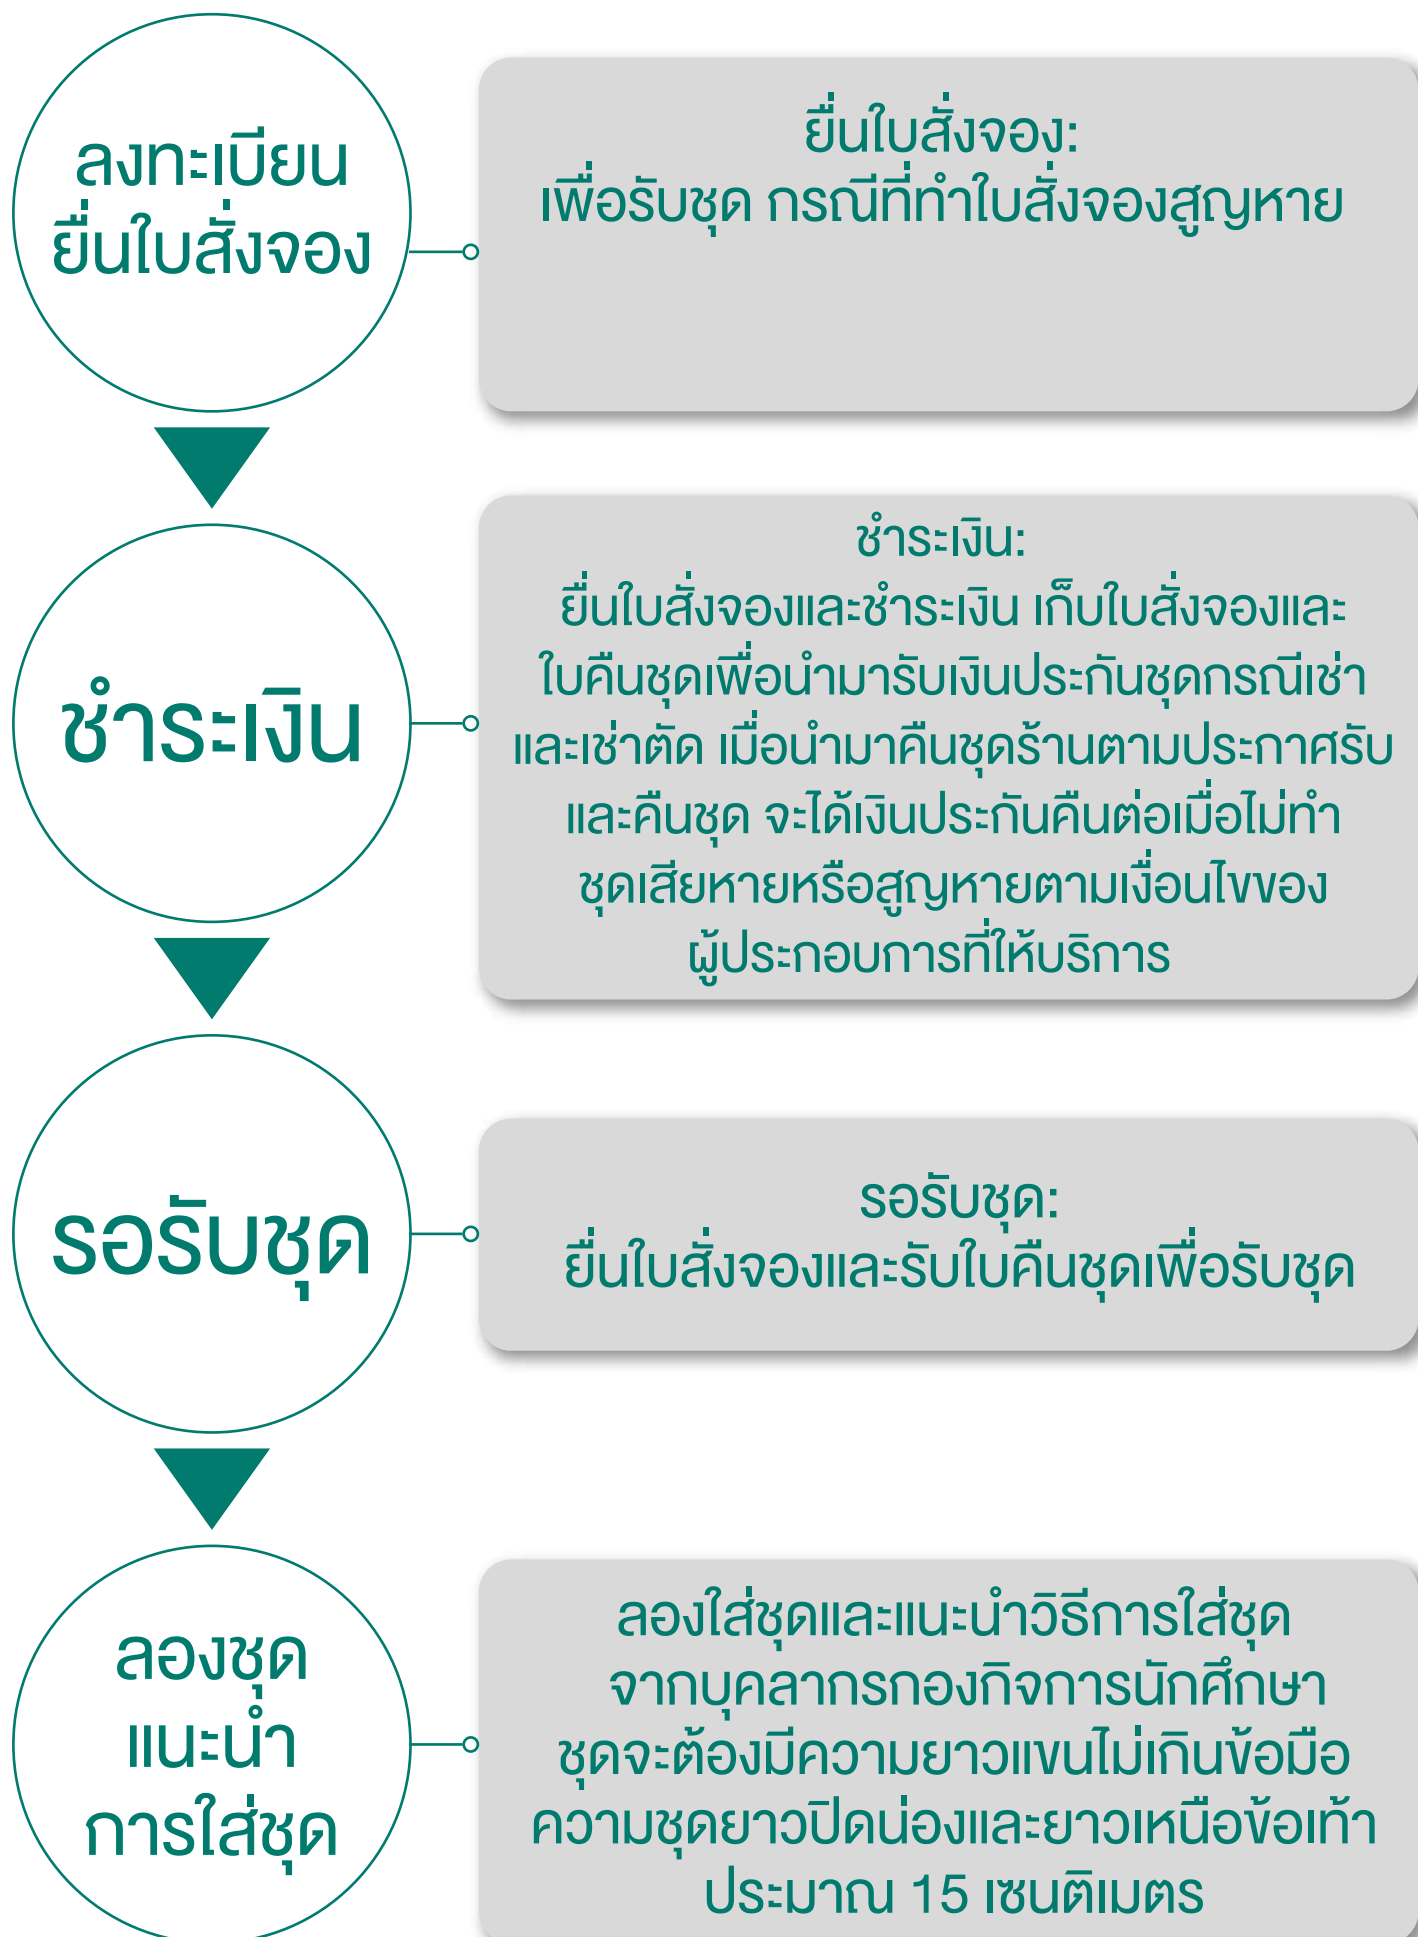 ลงทะเบียน
ยื่นใบสั่งจอง
ยื่นใบสั่งจอง:
เพื่อรับชุด กรณีที่ทำใบสั่งจองสูญหาย
ชำระเงิน
ชำระเงิน:
ยื่นใบสั่งจองและชำระเงิน เก็บใบสั่งจองและ
ใบคืนชุดเพื่อนำมารับเงินประกันชุดกรณีเช่า
และเช่าตัด เมื่อนำมาคืนชุดร้านตามประกาศรับ
และคืนชุด จะได้เงินประกันคืนต่อเมื่อไม่ทำ
ชุดเสียหายหรือสูญหายตามเงื่อนไขของ
ผู้ประกอบการที่ให้บริการ
รอรับชุด
รอรับชุด:
ยื่นใบสั่งจองและรับใบคืนชุดเพื่อรับชุด
ลองชุด
แนะนำ
การใส่ชุด
ลองใส่ชุดและแนะนำวิธีการใส่ชุด
จากบุคลากรกองกิจการนักศึกษา
ชุดจะต้องมีความยาวแขนไม่เกินข้อมือ
ความชุดยาวปิดน่องและยาวเหนือข้อเท้า
ประมาณ 15 เซนติเมตร